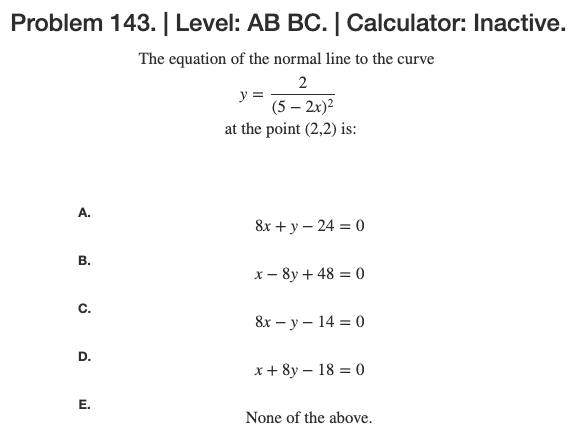 Problem 143. | Level: AB BC. | Calculator: Inactive.
The equation of the normal line to the curve
y = 2/(5 − 2x)²
at the point (2,2) is:
A.
8x + y − 24 = 0
B.
x − 8y + 48 = 0
C.
8x − y − 14 = 0
D.
x + 8y − 18 = 0
E.
None of the above.